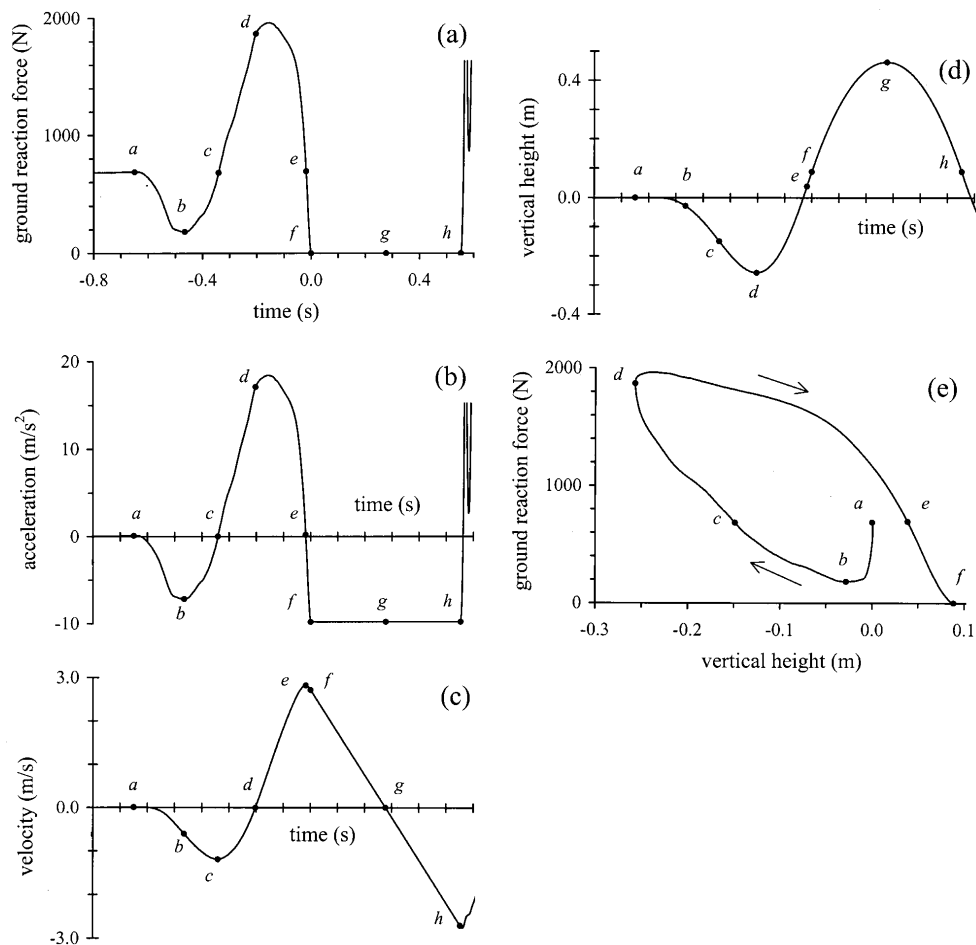 (a)
ground reaction force (N)
2000
1000
0
a
b
c
d
e
f
g
h
-0.8
-0.4
0.0
0.4
time (s)
(b)
acceleration (m/s²)
20
10
0
-10
a
b
c
d
e
f
g
h
time (s)
(c)
velocity (m/s)
3.0
0.0
-3.0
a
b
c
d
e
f
g
h
time (s)
(d)
vertical height (m)
0.4
0.0
-0.4
a
b
c
d
e
f
g
h
time (s)
(e)
ground reaction force (N)
2000
1000
0
a
b
c
d
e
f
-0.3
-0.2
-0.1
0.0
0.1
vertical height (m)